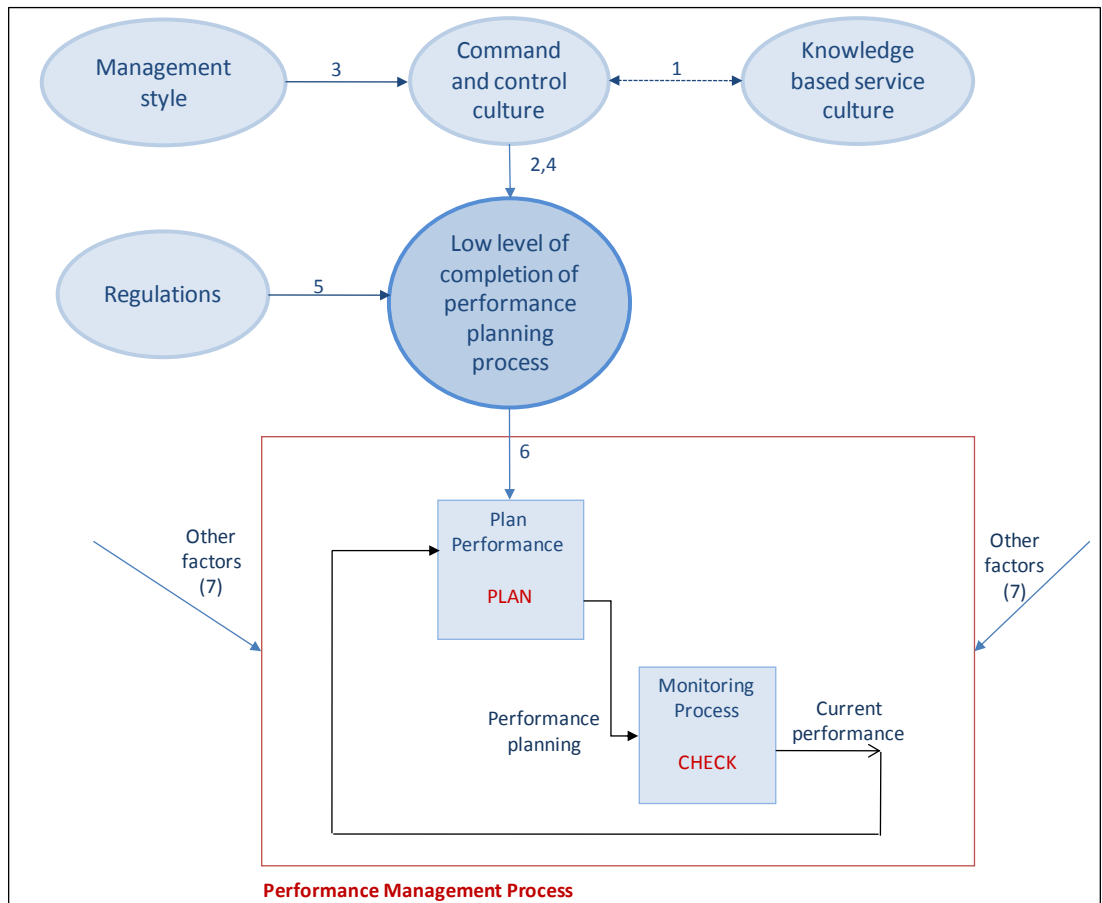 Management
style
3
Command
and control
culture
1
Knowledge
based service
culture
2,4
Regulations
5
Low level of
completion of
performance
planning
process
6
Other
factors
(7)
Plan
Performance
PLAN
Other
factors
(7)
Performance
planning
Monitoring
Process
CHECK
Current
performance
Performance Management Process